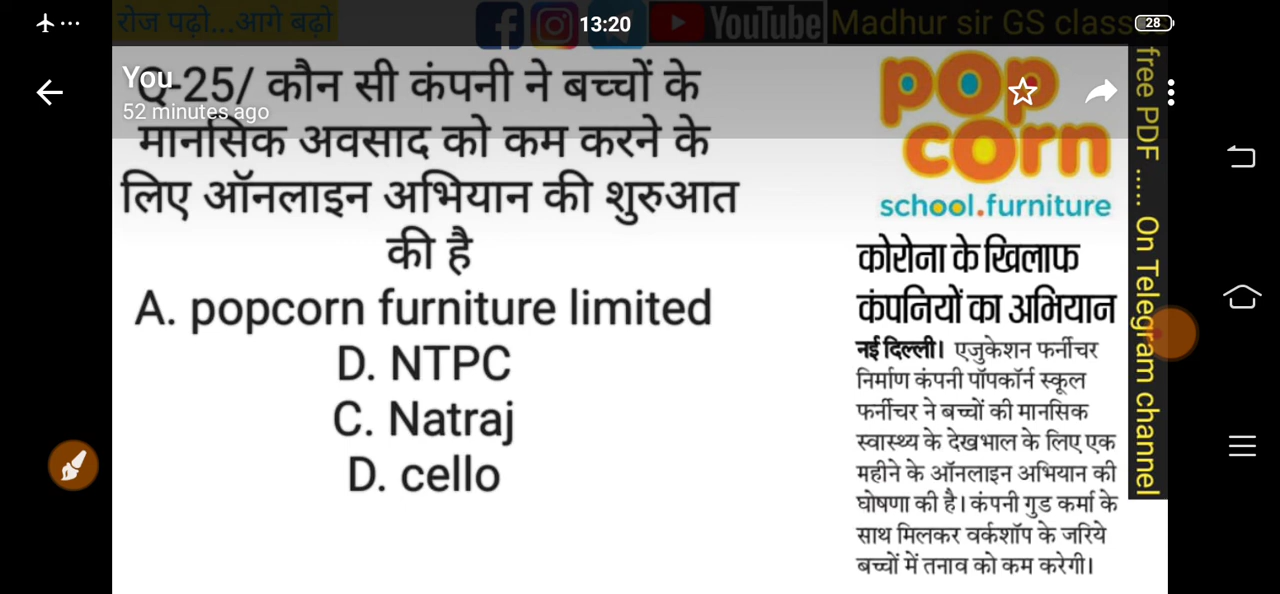 रोज पढ़ो...आगे बढ़ो
YouTube
Madhur sir GS classes
13:20
28
You
52 minutes ago
Q-25/ कौन सी कंपनी ने बच्चों के
मानसिक अवसाद को कम करने के
लिए ऑनलाइन अभियान की शुरुआत
की है
A. popcorn furniture limited
D. NTPC
C. Natraj
D. cello
pop
corn
school.furniture
कोरोना के खिलाफ
कंपनियों का अभियान
नई दिल्ली। एजुकेशन फर्नीचर
निर्माण कंपनी पॉपकॉर्न स्कूल
फर्नीचर ने बच्चों की मानसिक
स्वास्थ्य के देखभाल के लिए एक
महीने के ऑनलाइन अभियान की
घोषणा की है। कंपनी गुड कर्मा के
साथ मिलकर वर्कशॉप के जरिये
बच्चों में तनाव को कम करेगी।
free PDF ..... On Telegram channel